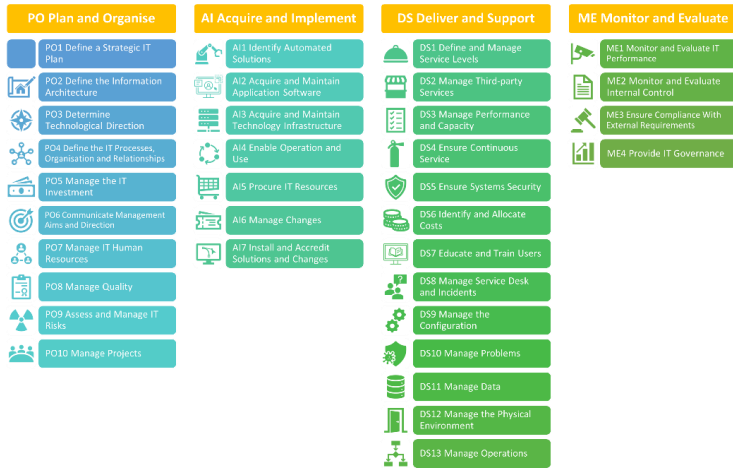 PO Plan and Organise
PO1 Define a Strategic IT
Plan
PO2 Define the Information
Architecture
PO3 Determine
Technological Direction
PO4 Define the IT Processes,
Organisation and Relationships
PO5 Manage the IT
Investment
PO6 Communicate Management
Aims and Direction
PO7 Manage IT Human
Resources
PO8 Manage Quality
PO9 Assess and Manage IT
Risks
PO10 Manage Projects
AI Acquire and Implement
AI1 Identify Automated
Solutions
AI2 Acquire and Maintain
Application Software
AI3 Acquire and Maintain
Technology Infrastructure
AI4 Enable Operation and
Use
AI5 Procure IT Resources
AI6 Manage Changes
AI7 Install and Accredit
Solutions and Changes
DS Deliver and Support
DS1 Define and Manage
Service Levels
DS2 Manage Third-party
Services
DS3 Manage Performance
and Capacity
DS4 Ensure Continuous
Service
DS5 Ensure Systems Security
DS6 Identify and Allocate
Costs
DS7 Educate and Train Users
DS8 Manage Service Desk
and Incidents
DS9 Manage the
Configuration
DS10 Manage Problems
DS11 Manage Data
DS12 Manage the Physical
Environment
DS13 Manage Operations
ME Monitor and Evaluate
ME1 Monitor and Evaluate IT
Performance
ME2 Monitor and Evaluate
Internal Control
ME3 Ensure Compliance With
External Requirements
ME4 Provide IT Governance